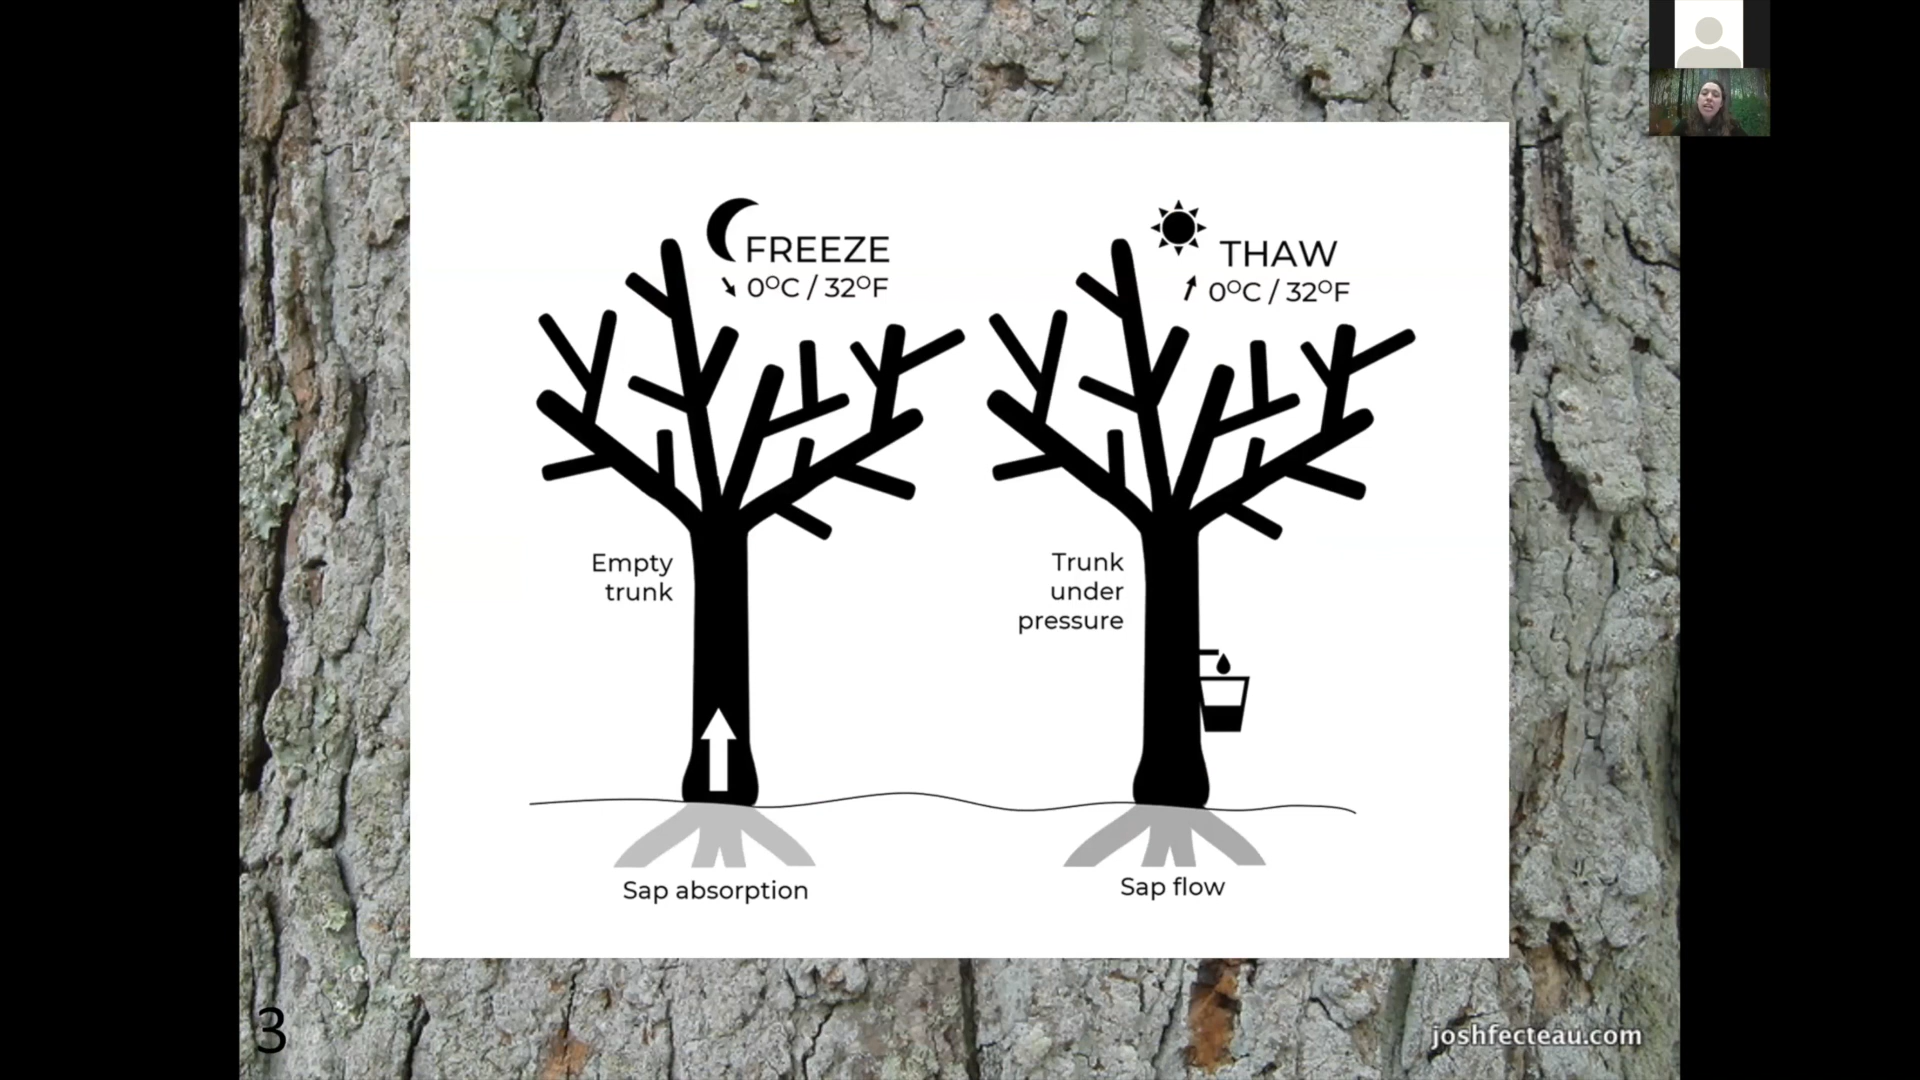 FREEZE
0°C / 32°F
THAW
0°C / 32°F
Empty
trunk
Trunk
under
pressure
Sap absorption
Sap flow
3
joshfecteau.com